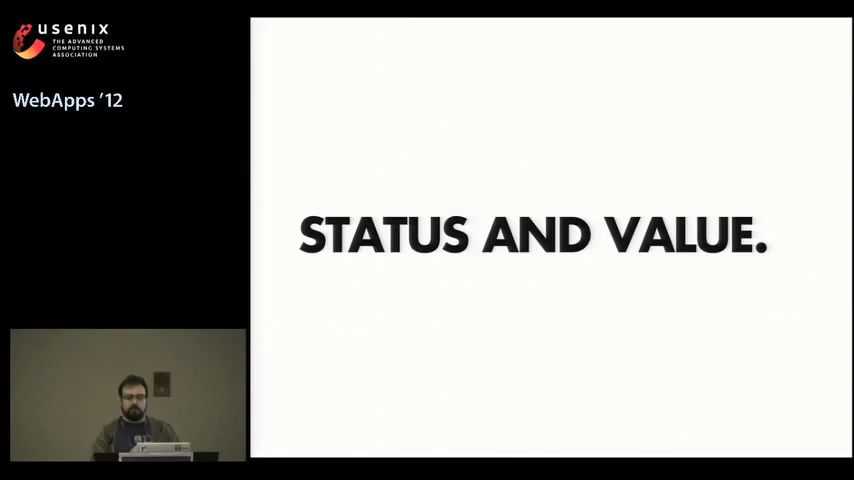 usenix
THE ADVANCED
COMPUTING SYSTEMS
ASSOCIATION
WebApps '12
STATUS AND VALUE.